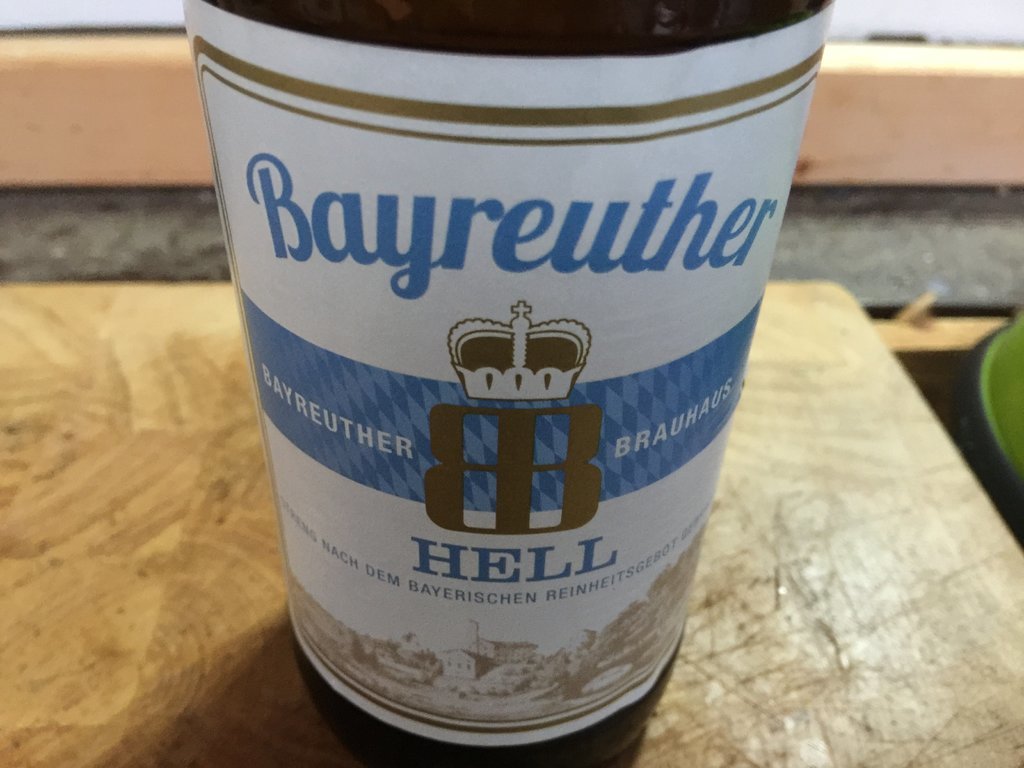 Bayreuther
BAYREUTHER BRAUHAUS
HELL
NACH DEM BAYERISCHEN REINHEITSGEBOT